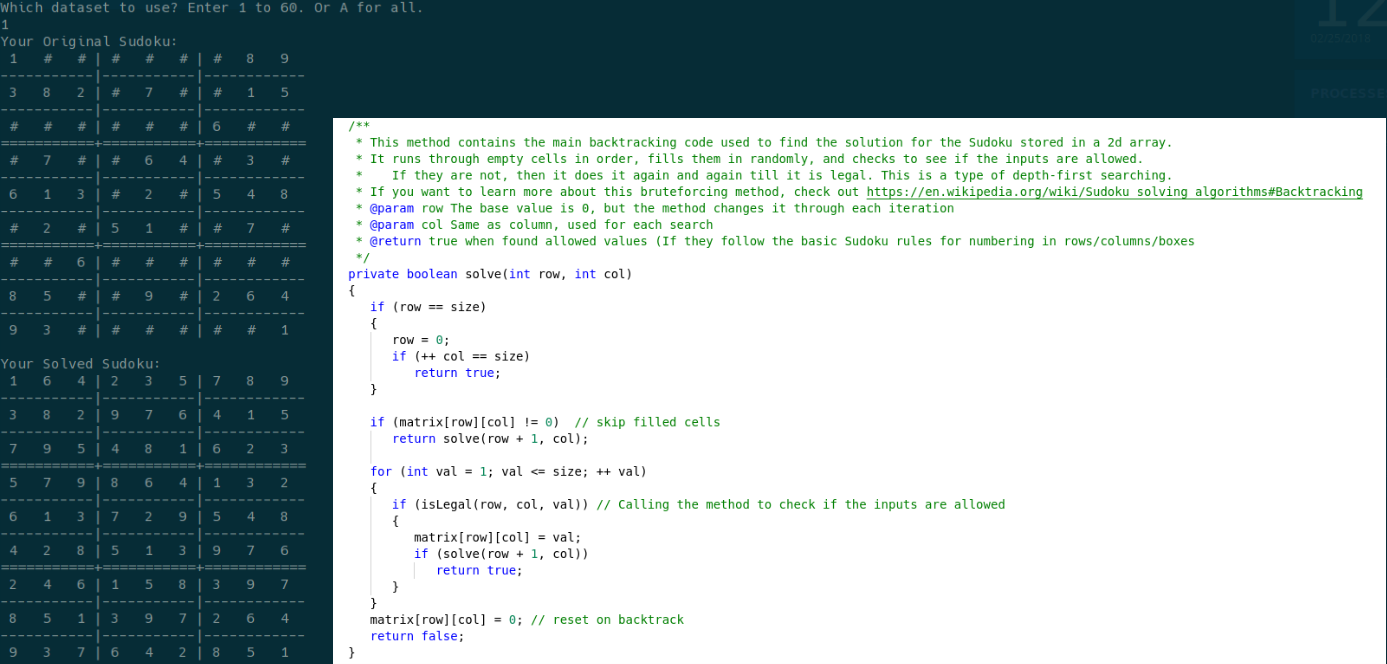 Which dataset to use? Enter 1 to 60. Or A for all.
1
Your Original Sudoku:
 1   #   # | #   #   # | #   8   9
-----------|-----------|------------
 3   8   2 | #   7   # | #   1   5
-----------|-----------|------------
 #   #   # | #   #   # | 6   #   #
===========+===========+============
 #   7   # | #   6   4 | #   3   #
-----------|-----------|------------
 6   1   3 | #   2   # | 5   4   8
-----------|-----------|------------
 #   2   # | 5   1   # | #   7   #
===========+===========+============
 #   #   6 | #   #   # | #   #   #
-----------|-----------|------------
 8   5   # | #   9   # | 2   6   4
-----------|-----------|------------
 9   3   # | #   #   # | #   #   1
Your Solved Sudoku:
 1   6   4 | 2   3   5 | 7   8   9
-----------|-----------|------------
 3   8   2 | 9   7   6 | 4   1   5
-----------|-----------|------------
 7   9   5 | 4   8   1 | 6   2   3
===========+===========+============
 5   7   9 | 8   6   4 | 1   3   2
-----------|-----------|------------
 6   1   3 | 7   2   9 | 5   4   8
-----------|-----------|------------
 4   2   8 | 5   1   3 | 9   7   6
===========+===========+============
 2   4   6 | 1   5   8 | 3   9   7
-----------|-----------|------------
 8   5   1 | 3   9   7 | 2   6   4
-----------|-----------|------------
 9   3   7 | 6   4   2 | 8   5   1
12
02/25/2016
PROCESSE
/**
 * This method contains the main backtracking code used to find the solution for the Sudoku stored in a 2d array.
 * It runs through empty cells in order, fills them in randomly, and checks to see if the inputs are allowed.
 *    If they are not, then it does it again and again till it is legal. This is a type of depth-first searching.
 * If you want to learn more about this bruteforcing method, check out https://en.wikipedia.org/wiki/Sudoku_solving_algorithms#Backtracking
 * @param row The base value is 0, but the method changes it through each iteration
 * @param col Same as column, used for each search
 * @return true when found allowed values (If they follow the basic Sudoku rules for numbering in rows/columns/boxes
 */
private boolean solve(int row, int col)
{
   if (row == size)
   {
      row = 0;
      if (++ col == size)
         return true;
   }
   if (matrix[row][col] != 0)  // skip filled cells
      return solve(row + 1, col);
   for (int val = 1; val <= size; ++ val)
   {
      if (isLegal(row, col, val)) // Calling the method to check if the inputs are allowed
      {
         matrix[row][col] = val;
         if (solve(row + 1, col))
            return true;
      }
   }
   matrix[row][col] = 0; // reset on backtrack
   return false;
}